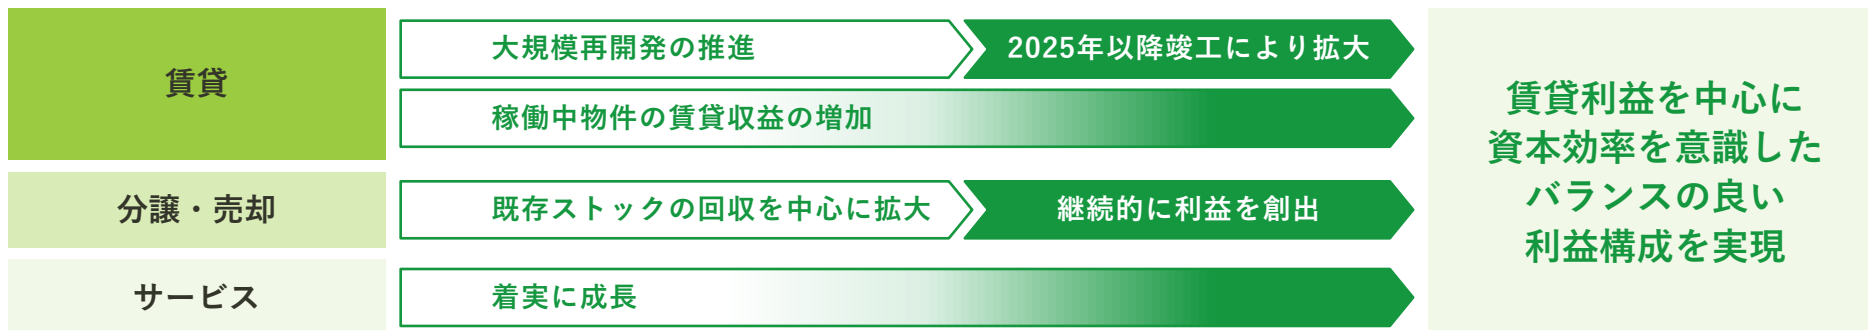 賃貸
大規模再開発の推進
2025年以降竣工により拡大
稼働中物件の賃貸収益の増加
分譲・売却
既存ストックの回収を中心に拡大
継続的に利益を創出
サービス
着実に成長
賃貸利益を中心に
資本効率を意識した
バランスの良い
利益構成を実現